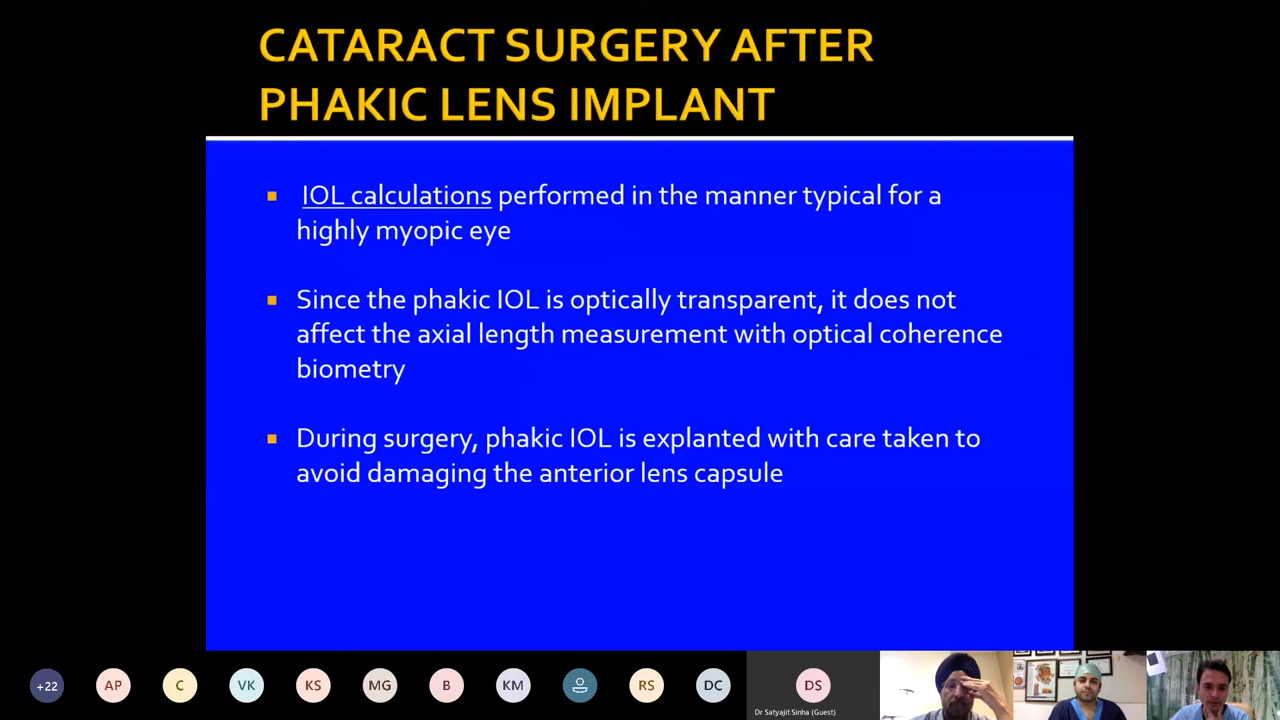 CATARACT SURGERY AFTER
PHAKIC LENS IMPLANT
IOL calculations performed in the manner typical for a
highly myopic eye
Since the phakic IOL is optically transparent, it does not
affect the axial length measurement with optical coherence
biometry
During surgery, phakic IOL is explanted with care taken to
avoid damaging the anterior lens capsule
+22
AP
C
VK
KS
MG
B
KM
RS
DC
DS
Dr Satyajit Sinha (Guest)